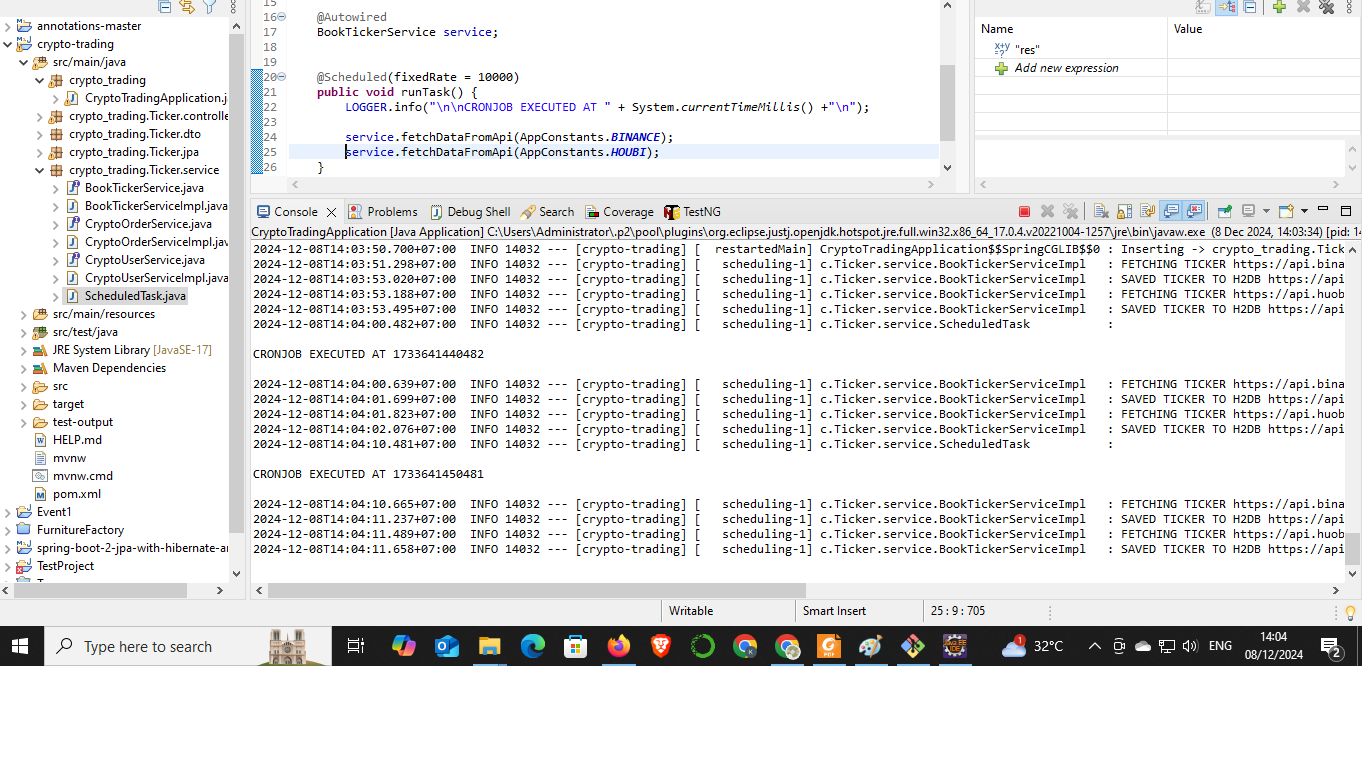 annotations-master
crypto-trading
src/main/java
crypto_trading
CryptoTradingApplication.j
crypto_trading.Ticker.controlle
crypto_trading.Ticker.dto
crypto_trading.Ticker.jpa
crypto_trading.Ticker.service
BookTickerService.java
BookTickerServiceImpl.java
CryptoOrderService.java
CryptoOrderServiceImpl.java
CryptoUserService.java
CryptoUserServiceImpl.java
ScheduledTask.java
src/main/resources
src/test/java
JRE System Library [JavaSE-17]
Maven Dependencies
src
target
test-output
HELP.md
mvnw
mvnw.cmd
pom.xml
Event1
FurnitureFactory
spring-boot-2-jpa-with-hibernate-ar
TestProject
15
16 @Autowired
17 BookTickerService service;
18
19
20 @Scheduled(fixedRate = 10000)
21 public void runTask() {
22 LOGGER.info("\n\nCRONJOB EXECUTED AT " + System.currentTimeMillis() +"\n");
23
24 service.fetchDataFromApi(AppConstants.BINANCE);
25 service.fetchDataFromApi(AppConstants.HOUBI);
26 }
Name Value
"res"
Add new expression
Console Problems Debug Shell Search Coverage TestNG
CryptoTradingApplication [Java Application] C:\Users\Administrator\.p2\pool\plugins\org.eclipse.justj.openjdk.hotspot.jre.full.win32.x86_64_17.0.4.v20221004-1257\jre\bin\javaw.exe (8 Dec 2024, 14:03:34) [pid: 14
2024-12-08T14:03:50.700+07:00 INFO 14032 --- [crypto-trading] [ restartedMain] CryptoTradingApplication$$SpringCGLIB$$0 : Inserting -> crypto_trading.Tick
2024-12-08T14:03:51.298+07:00 INFO 14032 --- [crypto-trading] [ scheduling-1] c.Ticker.service.BookTickerServiceImpl : FETCHING TICKER https://api.bina
2024-12-08T14:03:53.020+07:00 INFO 14032 --- [crypto-trading] [ scheduling-1] c.Ticker.service.BookTickerServiceImpl : SAVED TICKER TO H2DB https://api
2024-12-08T14:03:53.188+07:00 INFO 14032 --- [crypto-trading] [ scheduling-1] c.Ticker.service.BookTickerServiceImpl : FETCHING TICKER https://api.huob
2024-12-08T14:03:53.495+07:00 INFO 14032 --- [crypto-trading] [ scheduling-1] c.Ticker.service.BookTickerServiceImpl : SAVED TICKER TO H2DB https://api
2024-12-08T14:04:00.482+07:00 INFO 14032 --- [crypto-trading] [ scheduling-1] c.Ticker.service.ScheduledTask :
CRONJOB EXECUTED AT 1733641440482
2024-12-08T14:04:00.639+07:00 INFO 14032 --- [crypto-trading] [ scheduling-1] c.Ticker.service.BookTickerServiceImpl : FETCHING TICKER https://api.bina
2024-12-08T14:04:01.699+07:00 INFO 14032 --- [crypto-trading] [ scheduling-1] c.Ticker.service.BookTickerServiceImpl : SAVED TICKER TO H2DB https://api
2024-12-08T14:04:01.823+07:00 INFO 14032 --- [crypto-trading] [ scheduling-1] c.Ticker.service.BookTickerServiceImpl : FETCHING TICKER https://api.huob
2024-12-08T14:04:02.076+07:00 INFO 14032 --- [crypto-trading] [ scheduling-1] c.Ticker.service.BookTickerServiceImpl : SAVED TICKER TO H2DB https://api
2024-12-08T14:04:10.481+07:00 INFO 14032 --- [crypto-trading] [ scheduling-1] c.Ticker.service.ScheduledTask :
CRONJOB EXECUTED AT 1733641450481
2024-12-08T14:04:10.665+07:00 INFO 14032 --- [crypto-trading] [ scheduling-1] c.Ticker.service.BookTickerServiceImpl : FETCHING TICKER https://api.bina
2024-12-08T14:04:11.237+07:00 INFO 14032 --- [crypto-trading] [ scheduling-1] c.Ticker.service.BookTickerServiceImpl : SAVED TICKER TO H2DB https://api
2024-12-08T14:04:11.489+07:00 INFO 14032 --- [crypto-trading] [ scheduling-1] c.Ticker.service.BookTickerServiceImpl : FETCHING TICKER https://api.huob
2024-12-08T14:04:11.658+07:00 INFO 14032 --- [crypto-trading] [ scheduling-1] c.Ticker.service.BookTickerServiceImpl : SAVED TICKER TO H2DB https://api
Writable Smart Insert 25 : 9 : 705
Type here to search
1 32°C ENG
14:04
08/12/2024
2